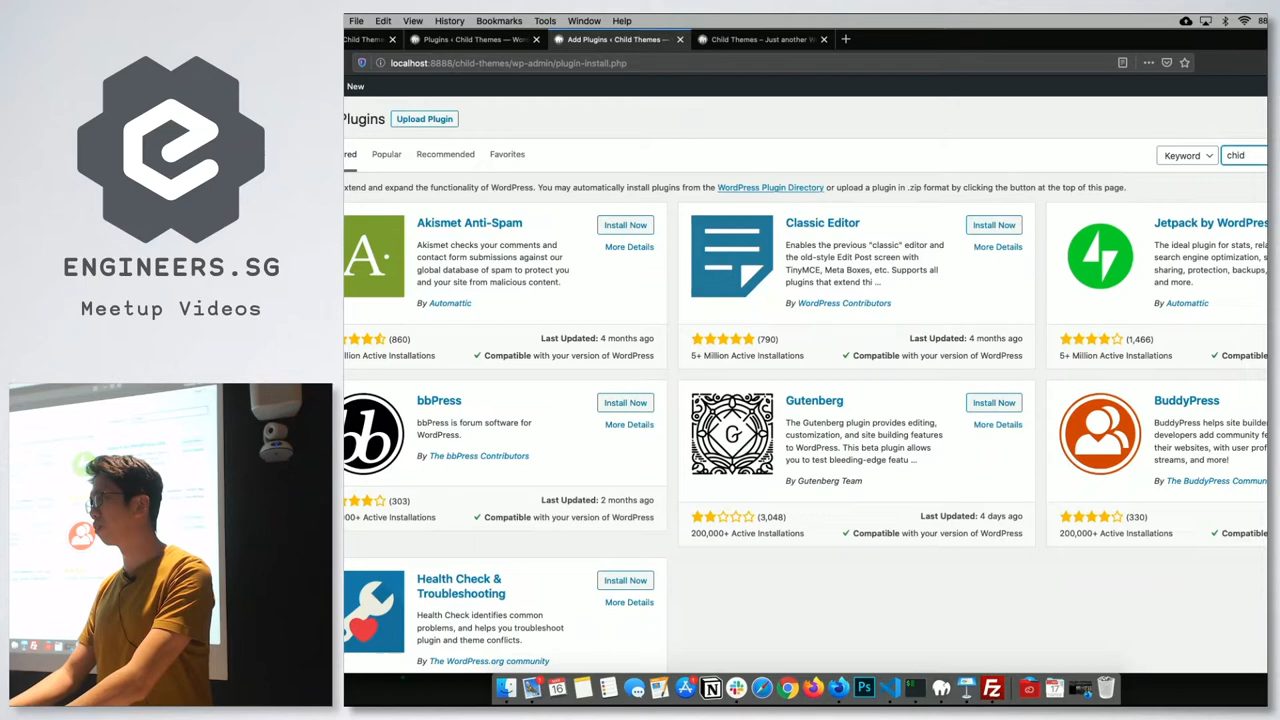 File Edit View History Bookmarks Tools Window Help
Child Them
Plugins ‹ Child Themes — Wor
Add Plugins ‹ Child Themes —
Child Themes – Just another W
localhost:8888/child-themes/wp-admin/plugin-install.php
New
Plugins
Upload Plugin
red
Popular
Recommended
Favorites
Keyword
chid
extend and expand the functionality of WordPress. You may automatically install plugins from the WordPress Plugin Directory or upload a plugin in .zip format by clicking the button at the top of this page.
A
Akismet Anti-Spam
Install Now
More Details
Akismet checks your comments and
contact form submissions against our
global database of spam to protect you
and your site from malicious content.
By Automattic
(860)
Last Updated: 4 months ago
llion Active Installations
Compatible with your version of WordPress
Classic Editor
Install Now
More Details
Enables the previous "classic" editor and
the old-style Edit Post screen with
TinyMCE, Meta Boxes, etc. Supports all
plugins that extend thi ...
By WordPress Contributors
(790)
Last Updated: 4 months ago
5+ Million Active Installations
Compatible with your version of WordPress
Jetpack by WordPres
The ideal plugin for stats, rela
search engine optimization, s
sharing, protection, backups,
and more.
By Automattic
(1,466)
5+ Million Active Installations
Compatible
bb
bbPress
Install Now
More Details
bbPress is forum software for
WordPress.
By The bbPress Contributors
(303)
Last Updated: 2 months ago
00+ Active Installations
Compatible with your version of WordPress
G
Gutenberg
Install Now
More Details
The Gutenberg plugin provides editing,
customization, and site building features
to WordPress. This beta plugin allows
you to test bleeding-edge featu ...
By Gutenberg Team
(3,048)
Last Updated: 4 days ago
200,000+ Active Installations
Compatible with your version of WordPress
BuddyPress
BuddyPress helps site builder
developers add community fe
their websites, with user prof
streams, and more!
By The BuddyPress Commun
(330)
200,000+ Active Installations
Compatible
Health Check &
Troubleshooting
Install Now
More Details
Health Check identifies common
problems, and helps you troubleshoot
plugin and theme conflicts.
By The WordPress.org community
ENGINEERS.SG
Meetup Videos
16
Ps
Fz
17